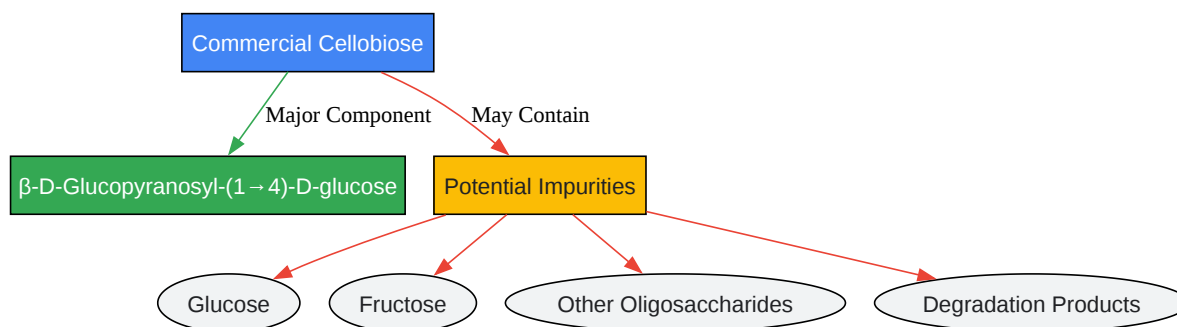 Commercial Cellobiose
Major Component
May Contain
β-D-Glucopyranosyl-(1→4)-D-glucose
Potential Impurities
Glucose
Fructose
Other Oligosaccharides
Degradation Products